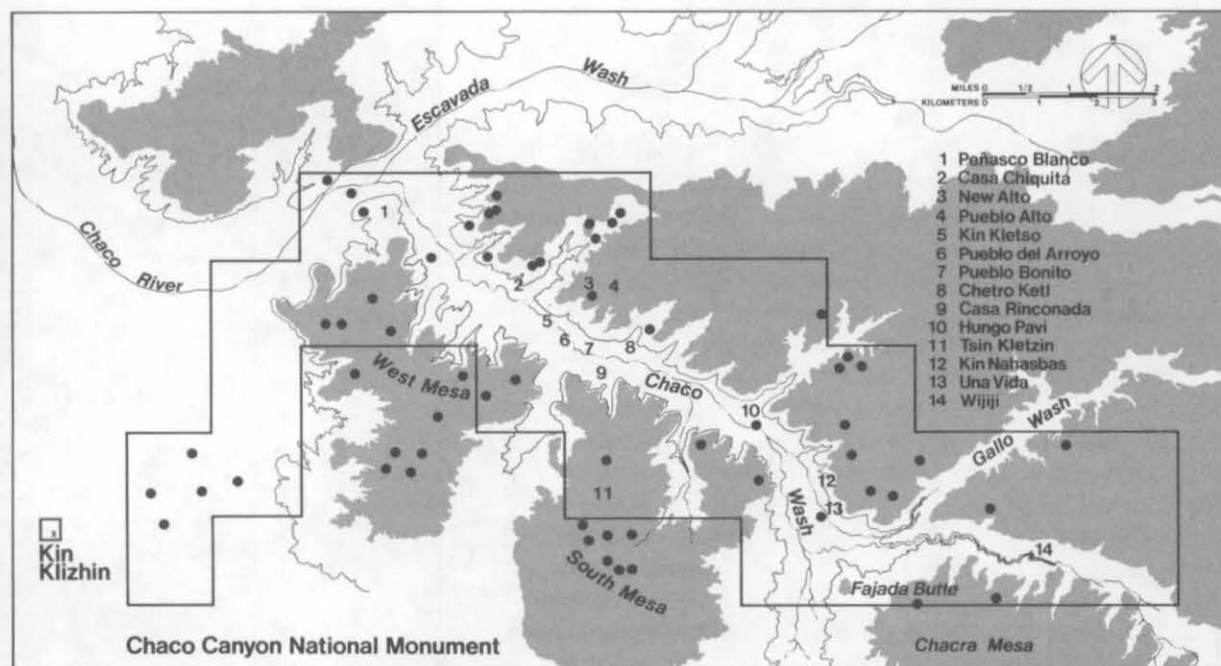 N
MILES 0 1/2 1 2
KILOMETERS 0 1 2 3
Escavada Wash
Chaco River
1 Peñasco Blanco
2 Casa Chiquita
3 New Alto
4 Pueblo Alto
5 Kin Kletso
6 Pueblo del Arroyo
7 Pueblo Bonito
8 Chetro Ketl
9 Casa Rinconada
10 Hungo Pavi
11 Tsin Kletzin
12 Kin Nahasbas
13 Una Vida
14 Wijiji
1
2
3 4
5
6
7
8
9
West Mesa
Chaco Wash
10
Gallo Wash
11
12
13
14
South Mesa
Kin
Klizhin
Fajada Butte
Chaco Canyon National Monument
Chacra Mesa